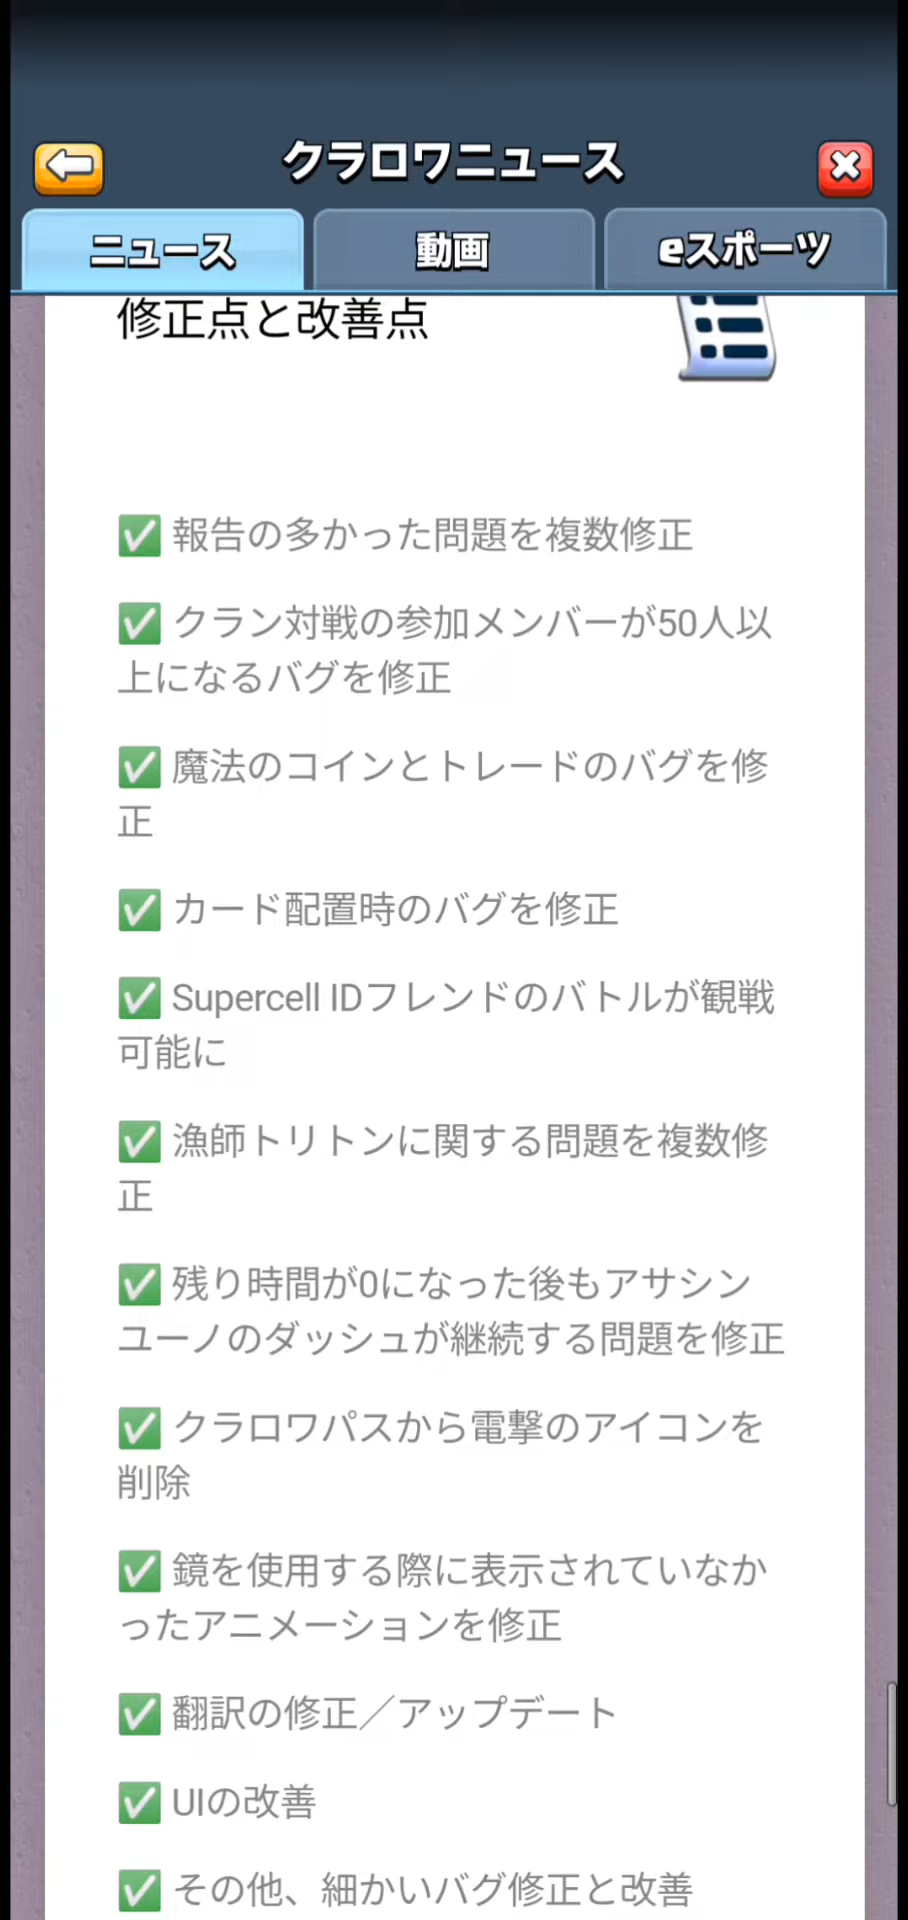 クラロワニュース
ニュース
動画
eスポーツ
修正点と改善点
✅ 報告の多かった問題を複数修正
✅ クラン対戦の参加メンバーが50人以
上になるバグを修正
✅ 魔法のコインとトレードのバグを修
正
✅ カード配置時のバグを修正
✅ Supercell IDフレンドのバトルが観戦
可能に
✅ 漁師トリトンに関する問題を複数修
正
✅ 残り時間が0になった後もアサシン
ユーノのダッシュが継続する問題を修正
✅ クラロワパスから電撃のアイコンを
削除
✅ 鏡を使用する際に表示されていなか
ったアニメーションを修正
✅ 翻訳の修正／アップデート
✅ UIの改善
✅ その他、細かいバグ修正と改善